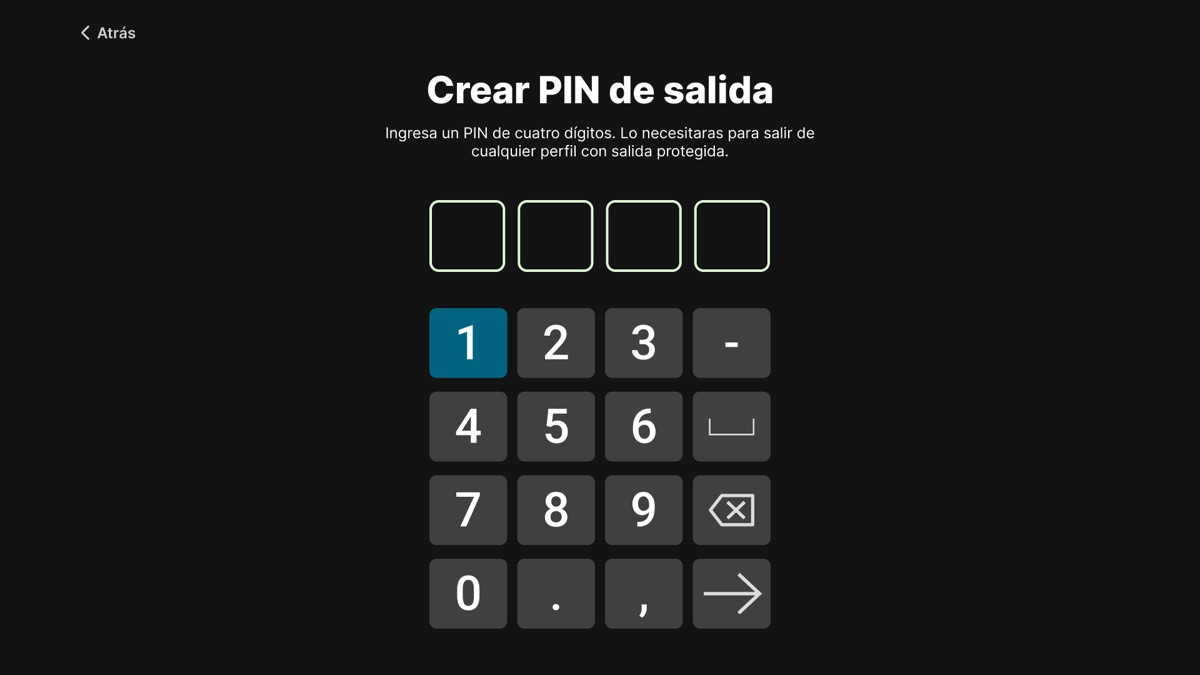 Atrás
Crear PIN de salida
Ingresa un PIN de cuatro dígitos. Lo necesitaras para salir de
cualquier perfil con salida protegida.
1 2 3 -
4 5 6
7 8 9
0 . ,